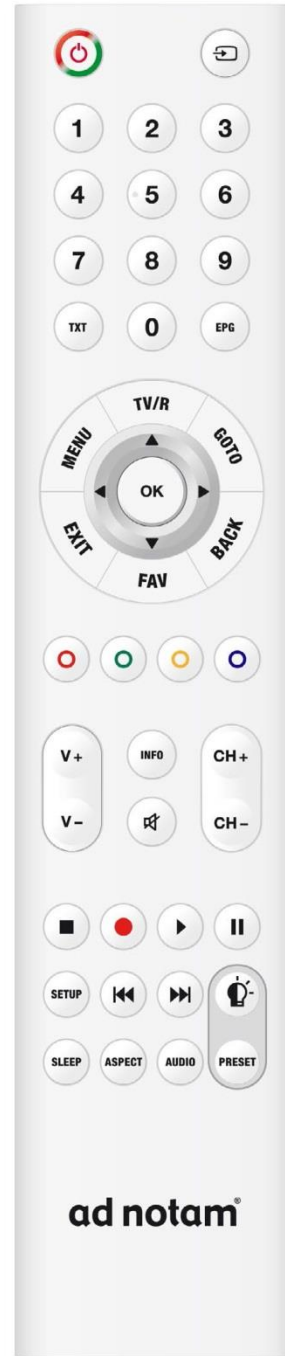 1 2 3
4 5 6
7 8 9
TXT 0 EPG
TV/R
MENU GOTO
OK
EXIT BACK
FAV
V+ INFO CH+
V- CH-
SETUP
SLEEP ASPECT AUDIO PRESET
ad notam®